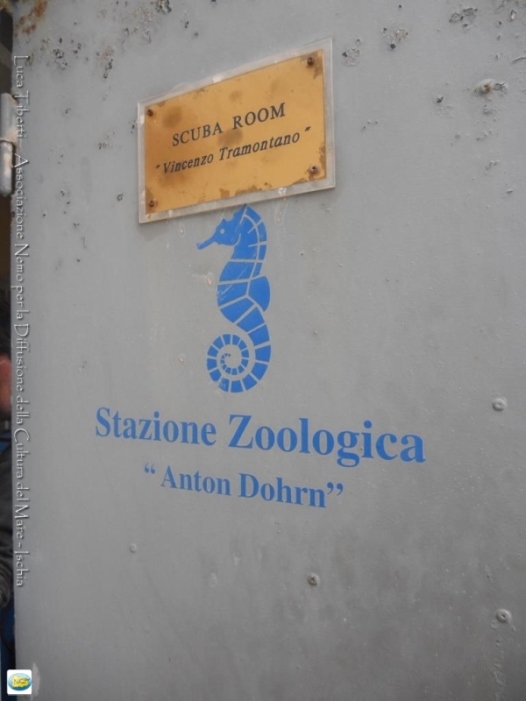 SCUBA ROOM
"Vincenzo Tramontano"
Stazione Zoologica
“Anton Dohrn”
Luca Tiberti - Associazione Nemo per la Diffusione della Cultura del Mare - Ischia